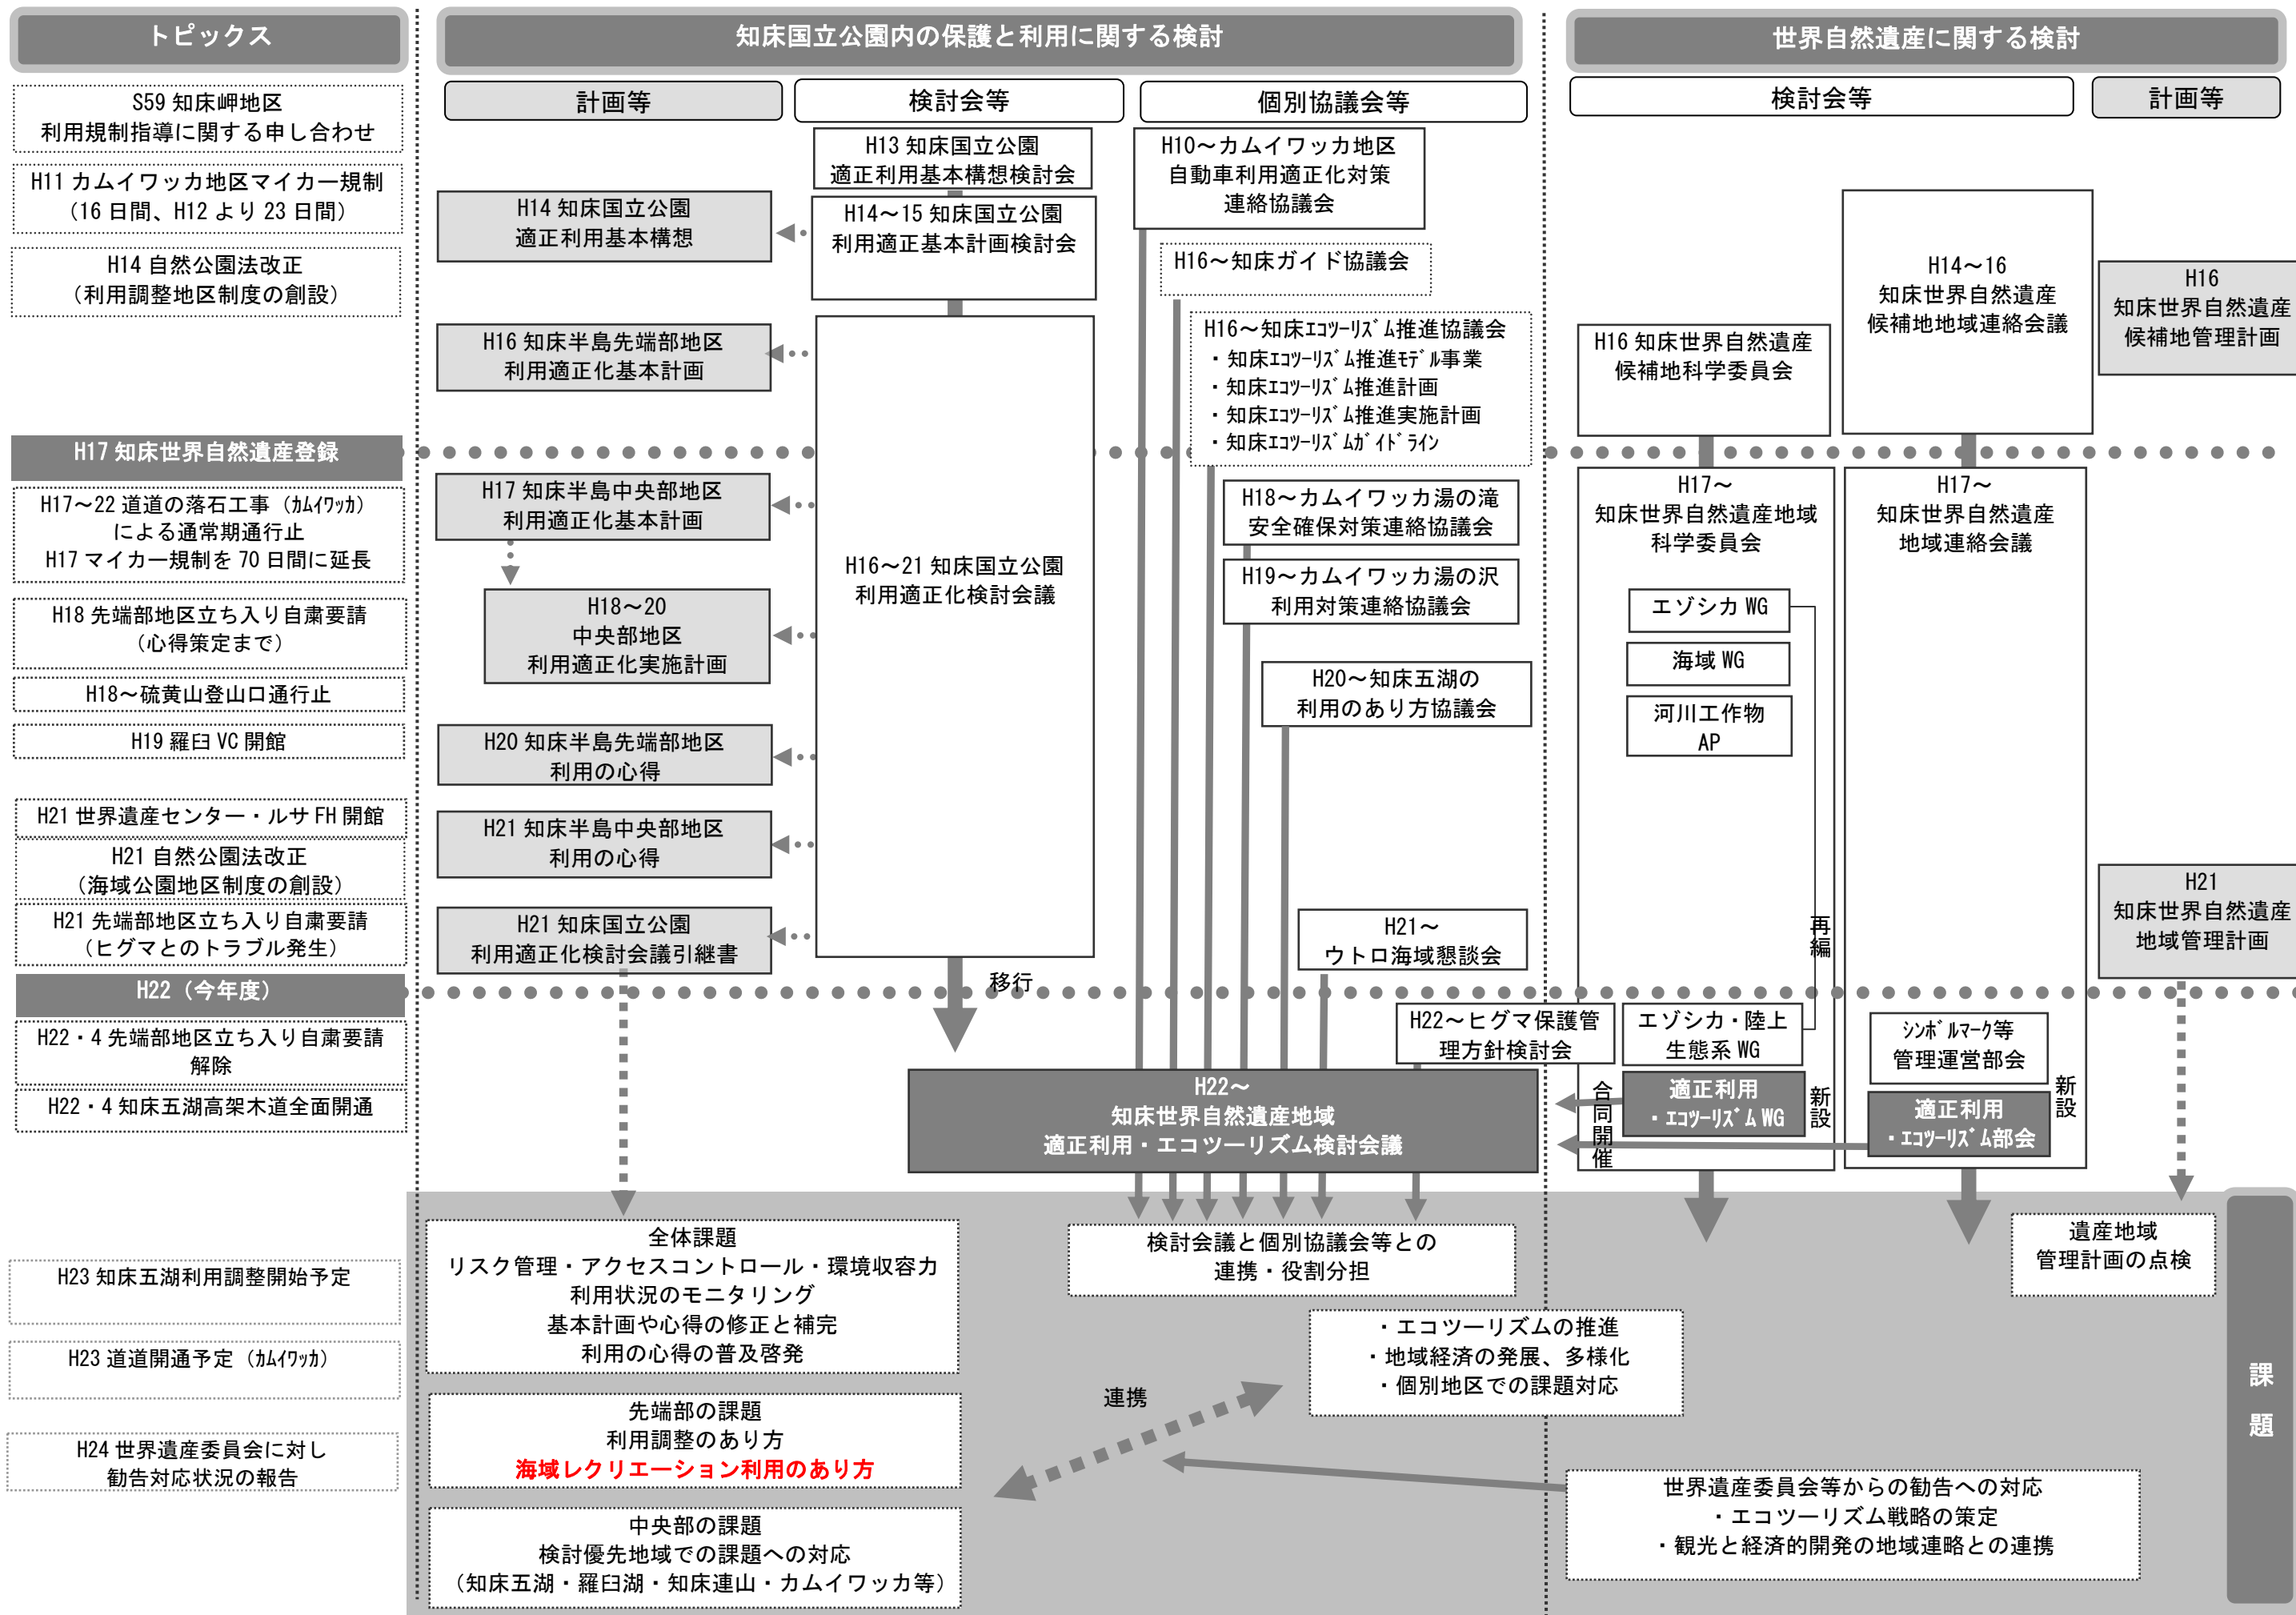 トピックス
S59 知床岬地区
利用規制指導に関する申し合わせ
H11 カムイワッカ地区マイカー規制
（16 日間、H12 より 23 日間）
H14 自然公園法改正
（利用調整地区制度の創設）
H17 知床世界自然遺産登録
H17～22 道道の落石工事（ｶﾑｲﾜｯｶ）
による通常期通行止
H17 マイカー規制を 70 日間に延長
H18 先端部地区立ち入り自粛要請
（心得策定まで）
H18～硫黄山登山口通行止
H19 羅臼 VC 開館
H21 世界遺産センター・ルサ FH 開館
H21 自然公園法改正
（海域公園地区制度の創設）
H21 先端部地区立ち入り自粛要請
（ヒグマとのトラブル発生）
H22（今年度）
H22・4 先端部地区立ち入り自粛要請
解除
H22・4 知床五湖高架木道全面開通
H23 知床五湖利用調整開始予定
H23 道道開通予定（ｶﾑｲﾜｯｶ）
H24 世界遺産委員会に対し
勧告対応状況の報告
知床国立公園内の保護と利用に関する検討
計画等
H14 知床国立公園
適正利用基本構想
H16 知床半島先端部地区
利用適正化基本計画
H17 知床半島中央部地区
利用適正化基本計画
H18～20
中央部地区
利用適正化実施計画
H20 知床半島先端部地区
利用の心得
H21 知床半島中央部地区
利用の心得
H21 知床国立公園
利用適正化検討会議引継書
検討会等
H13 知床国立公園
適正利用基本構想検討会
H14～15 知床国立公園
利用適正基本計画検討会
H16～21 知床国立公園
利用適正化検討会議
移行
個別協議会等
H10～カムイワッカ地区
自動車利用適正化対策
連絡協議会
H16～知床ガイド協議会
H16～知床ｴｺﾂｰﾘｽﾞﾑ推進協議会
・知床ｴｺﾂｰﾘｽﾞﾑ推進ﾓﾃﾞﾙ事業
・知床ｴｺﾂｰﾘｽﾞﾑ推進計画
・知床ｴｺﾂｰﾘｽﾞﾑ推進実施計画
・知床ｴｺﾂｰﾘｽﾞﾑｶﾞｲﾄﾞﾗｲﾝ
H18～カムイワッカ湯の滝
安全確保対策連絡協議会
H19～カムイワッカ湯の沢
利用対策連絡協議会
H20～知床五湖の
利用のあり方協議会
H21～
ウトロ海域懇談会
H22～ヒグマ保護管
理方針検討会
H22～
知床世界自然遺産地域
適正利用・エコツーリズム検討会議
世界自然遺産に関する検討
検討会等
H16 知床世界自然遺産
候補地科学委員会
H14～16
知床世界自然遺産
候補地地域連絡会議
H17～
知床世界自然遺産地域
科学委員会
エゾシカ WG
海域 WG
河川工作物
AP
再編
エゾシカ・陸上
生態系 WG
適正利用
・ｴｺﾂｰﾘｽﾞﾑ WG
新設
合同開催
H17～
知床世界自然遺産
地域連絡会議
ｼﾝﾎﾞﾙﾏｰｸ等
管理運営部会
適正利用
・ｴｺﾂｰﾘｽﾞﾑ部会
新設
計画等
H16
知床世界自然遺産
候補地管理計画
H21
知床世界自然遺産
地域管理計画
全体課題
リスク管理・アクセスコントロール・環境収容力
利用状況のモニタリング
基本計画や心得の修正と補完
利用の心得の普及啓発
先端部の課題
利用調整のあり方
海域レクリエーション利用のあり方
中央部の課題
検討優先地域での課題への対応
（知床五湖・羅臼湖・知床連山・カムイワッカ等）
検討会議と個別協議会等との
連携・役割分担
連携
・エコツーリズムの推進
・地域経済の発展、多様化
・個別地区での課題対応
世界遺産委員会等からの勧告への対応
・エコツーリズム戦略の策定
・観光と経済的開発の地域連略との連携
遺産地域
管理計画の点検
課題